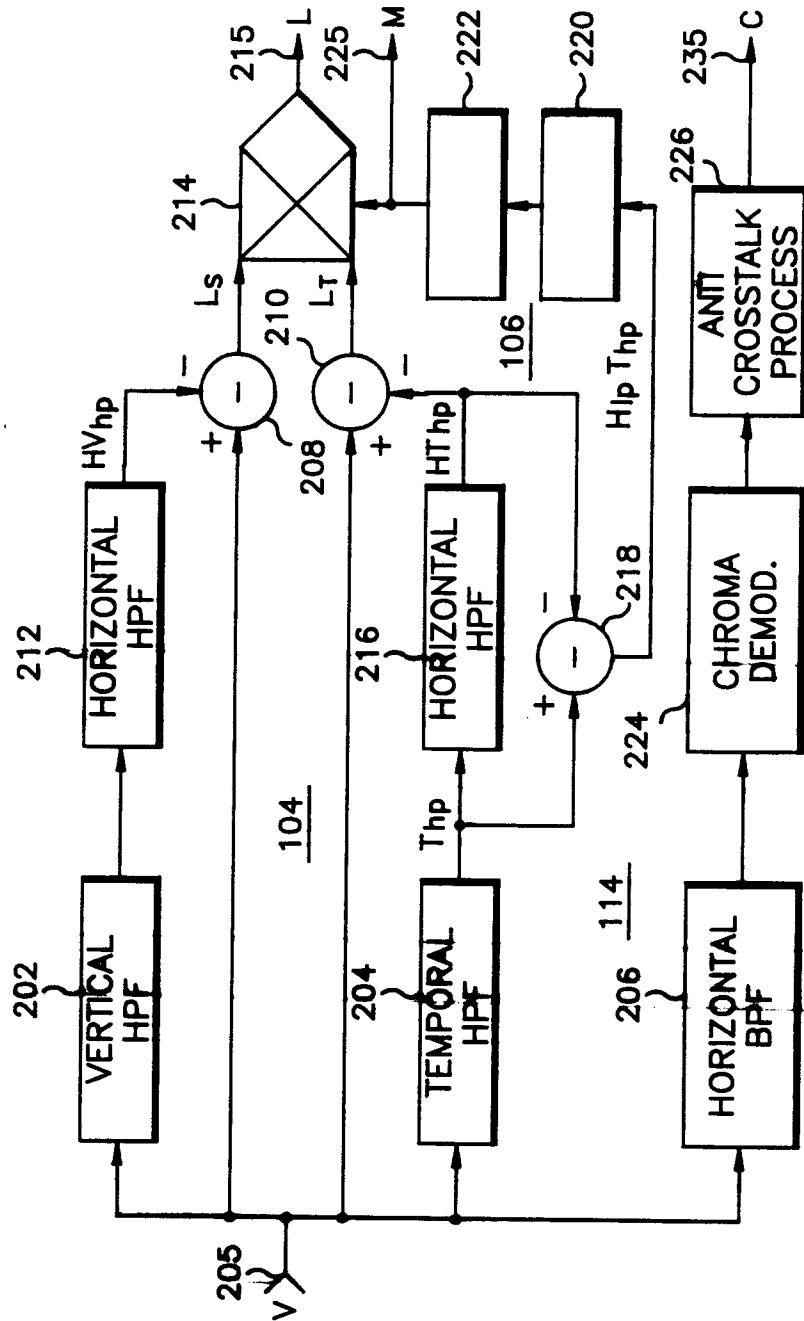 202
VERTICAL
HPF
212
HORIZONTAL
HPF
HVhp
+
-
-
208
LS
214
215
L
104
210
LT
+
-
-
225
M
V
205
204
TEMPORAL
HPF
Thp
216
HORIZONTAL
HPF
HThp
106
222
220
+
-
-
218
Hlp Thp
114
206
HORIZONTAL
BPF
224
CHROMA
DEMOD.
226
ANTI
CROSSTALK
PROCESS
235
C